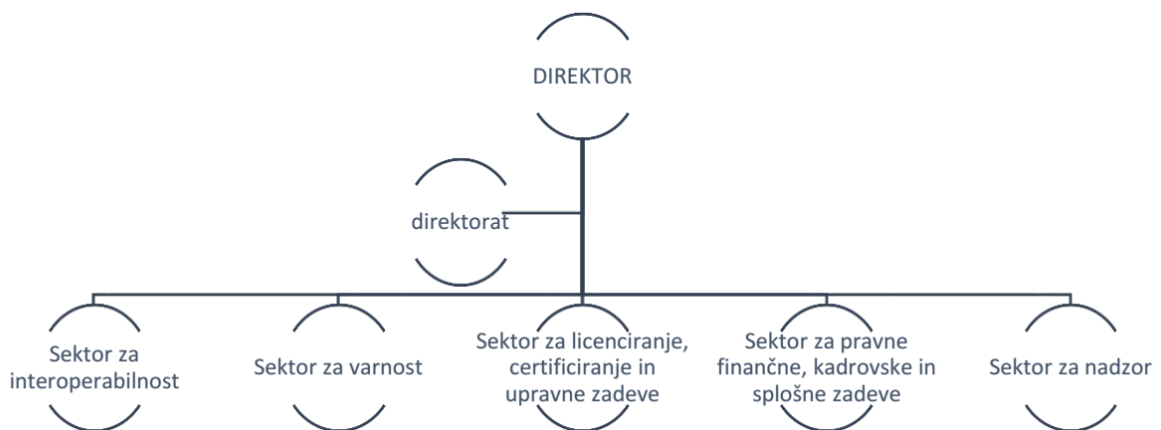 DIREKTOR
direktorat
Sektor za
interoperabilnost
Sektor za varnost
Sektor za licenciranje,
certificiranje in
upravne zadeve
Sektor za pravne
finančne, kadrovske in
splošne zadeve
Sektor za nadzor